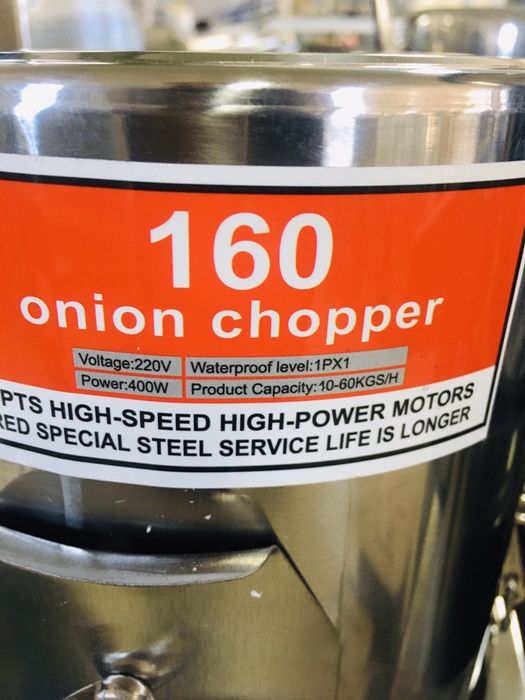 160
onion chopper
Voltage:220V Waterproof level:1PX1
Power:400W Product Capacity:10-60KGS/H
PTS HIGH-SPEED HIGH-POWER MOTORS
RED SPECIAL STEEL SERVICE LIFE IS LONGER